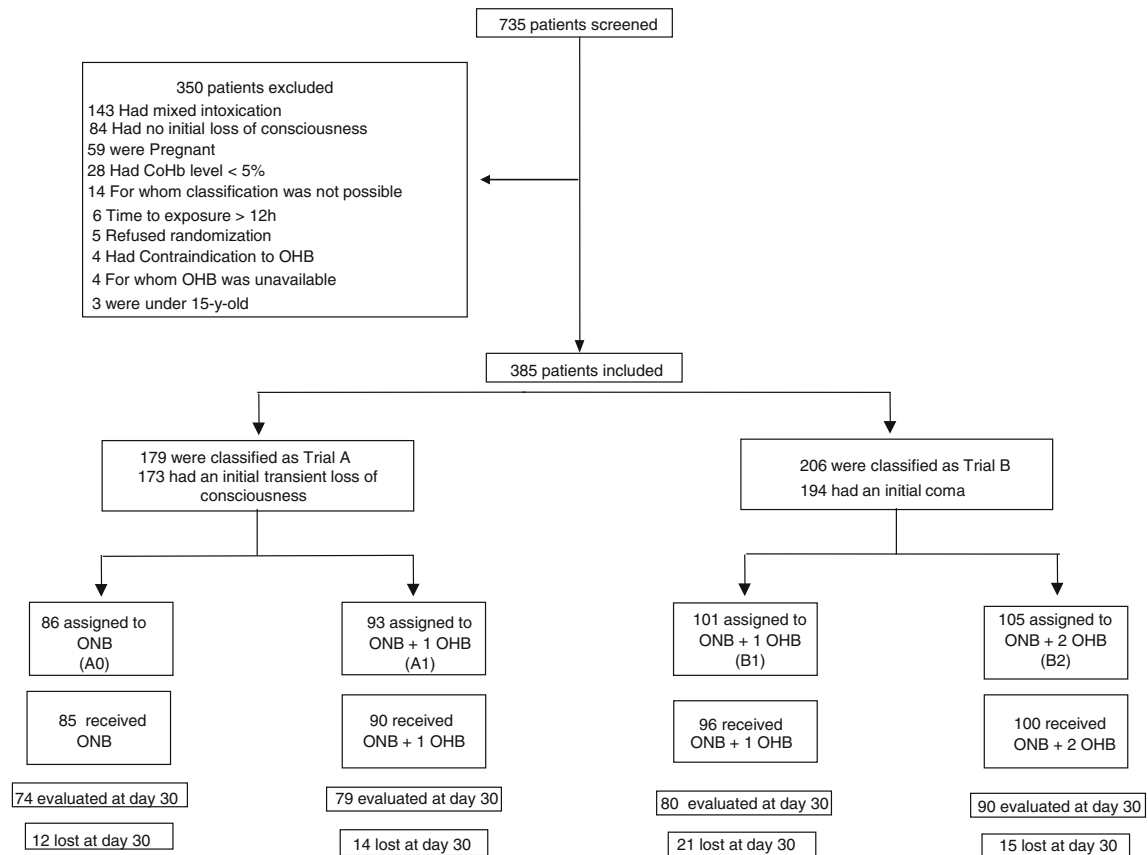 735 patients screened
350 patients excluded
143 Had mixed intoxication
84 Had no initial loss of consciousness
59 were Pregnant
28 Had CoHb level < 5%
14 For whom classification was not possible
6 Time to exposure > 12h
5 Refused randomization
4 Had Contraindication to OHB
4 For whom OHB was unavailable
3 were under 15-y-old
385 patients included
179 were classified as Trial A
173 had an initial transient loss of
consciousness
206 were classified as Trial B
194 had an initial coma
86 assigned to
ONB
(A0)
93 assigned to
ONB + 1 OHB
(A1)
101 assigned to
ONB + 1 OHB
(B1)
105 assigned to
ONB + 2 OHB
(B2)
85 received
ONB
90 received
ONB + 1 OHB
96 received
ONB + 1 OHB
100 received
ONB + 2 OHB
74 evaluated at day 30
79 evaluated at day 30
80 evaluated at day 30
90 evaluated at day 30
12 lost at day 30
14 lost at day 30
21 lost at day 30
15 lost at day 30